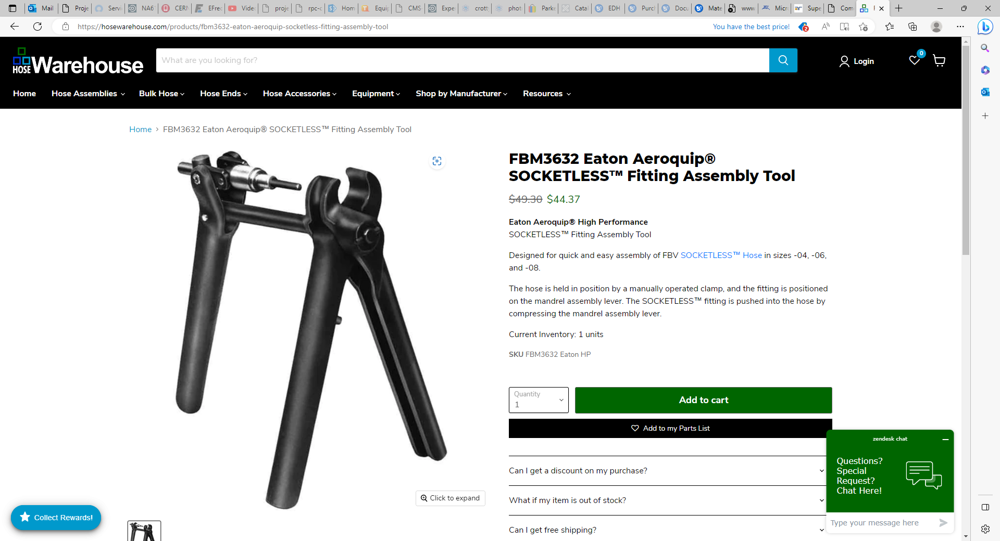 Mail
Proje
Servi
NA6
CERN
EFre
Vide
proje
rpc-c
Hom
Equi
CMS-
Expe
crott
phot
Parke
Catal
EDH
Purcl
Docu
Mate
www
Micr
Supe
Com
https://hosewarehouse.com/products/fbm3632-eaton-aeroquip-socketless-fitting-assembly-tool
You have the best price!
2
HOSE Warehouse
What are you looking for?
Login
0
Home
Hose Assemblies
Bulk Hose
Hose Ends
Hose Accessories
Equipment
Shop by Manufacturer
Resources
Home > FBM3632 Eaton Aeroquip® SOCKETLESS™ Fitting Assembly Tool
FBM3632 Eaton Aeroquip®
SOCKETLESS™ Fitting Assembly Tool
$49.30 $44.37
Eaton Aeroquip® High Performance
SOCKETLESS™ Fitting Assembly Tool
Designed for quick and easy assembly of FBV SOCKETLESS™ Hose in sizes -04, -06,
and -08.
The hose is held in position by a manually operated clamp, and the fitting is positioned
on the mandrel assembly lever. The SOCKETLESS™ fitting is pushed into the hose by
compressing the mandrel assembly lever.
Current Inventory: 1 units
SKU FBM3632 Eaton HP
Quantity
1
Add to cart
Add to my Parts List
Can I get a discount on my purchase?
What if my item is out of stock?
Can I get free shipping?
Click to expand
Collect Rewards!
zendesk chat
Questions?
Special
Request?
Chat Here!
Type your message here